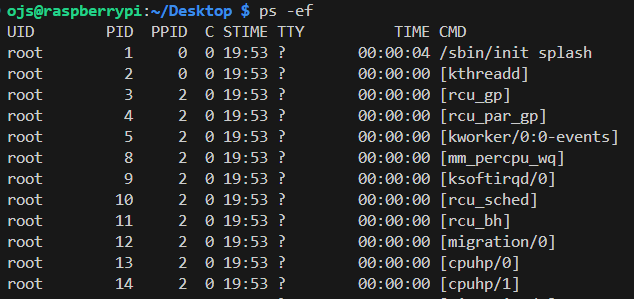 ojs@raspberrypi:~/Desktop $ ps -ef
UID        PID  PPID  C STIME TTY          TIME CMD
root         1     0  0 19:53 ?        00:00:04 /sbin/init splash
root         2     0  0 19:53 ?        00:00:00 [kthreadd]
root         3     2  0 19:53 ?        00:00:00 [rcu_gp]
root         4     2  0 19:53 ?        00:00:00 [rcu_par_gp]
root         5     2  0 19:53 ?        00:00:00 [kworker/0:0-events]
root         8     2  0 19:53 ?        00:00:00 [mm_percpu_wq]
root         9     2  0 19:53 ?        00:00:00 [ksoftirqd/0]
root        10     2  0 19:53 ?        00:00:00 [rcu_sched]
root        11     2  0 19:53 ?        00:00:00 [rcu_bh]
root        12     2  0 19:53 ?        00:00:00 [migration/0]
root        13     2  0 19:53 ?        00:00:00 [cpuhp/0]
root        14     2  0 19:53 ?        00:00:00 [cpuhp/1]